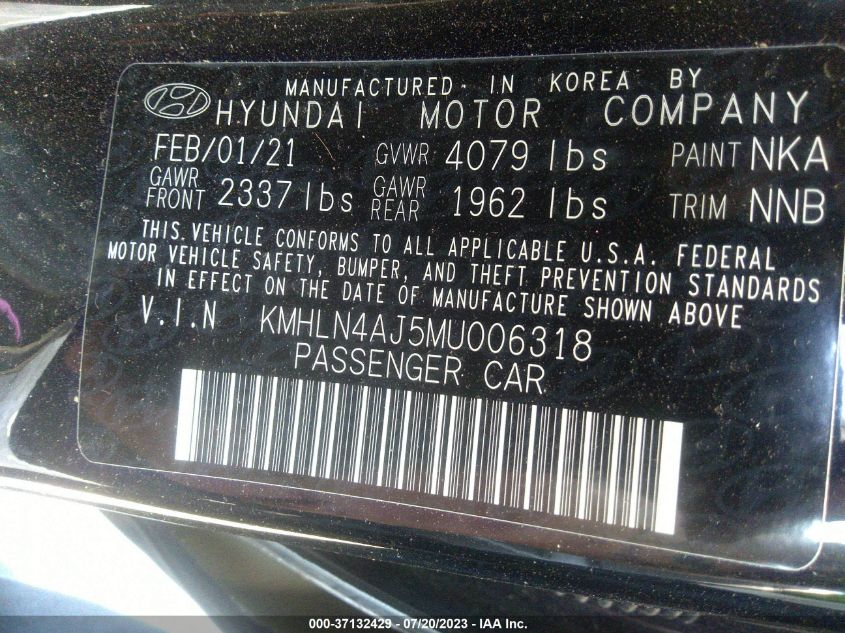 MANUFACTURED IN KOREA BY
HYUNDAI MOTOR COMPANY
FEB/01/21 GVWR 4079 lbs PAINT NKA
GAWR FRONT 2337 lbs GAWR REAR 1962 lbs TRIM NNB
THIS VEHICLE CONFORMS TO ALL APPLICABLE U.S.A. FEDERAL
MOTOR VEHICLE SAFETY, BUMPER, AND THEFT PREVENTION STANDARDS
IN EFFECT ON THE DATE OF MANUFACTURE SHOWN ABOVE
V.I.N KMHLN4AJ5MU006318
PASSENGER CAR
000-37132429 - 07/20/2023 - IAA Inc.